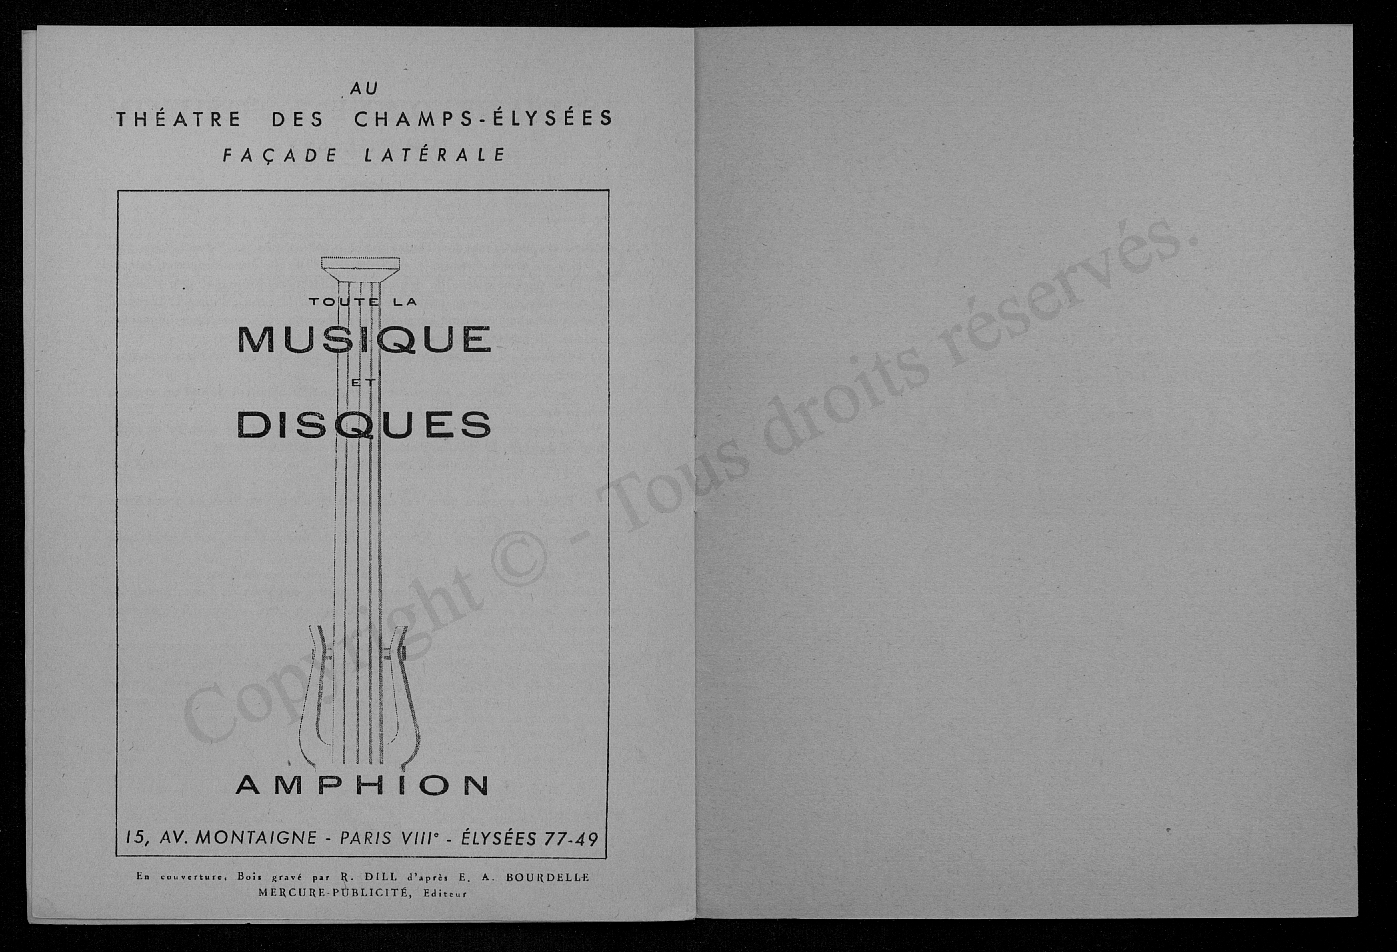 AU
THÉATRE DES CHAMPS-ÉLYSÉES
FAÇADE LATÉRALE
TOUTE LA
MUSIQUE
ET
DISQUES
AMPHION
15, AV. MONTAIGNE - PARIS VIIIe - ÉLYSÉES 77-49
En couverture, Bois gravé par R. DILL d'après E. A. BOURDELLE
MERCURE-PUBLICITÉ, Editeur
Copyright © - Tous droits réservés.